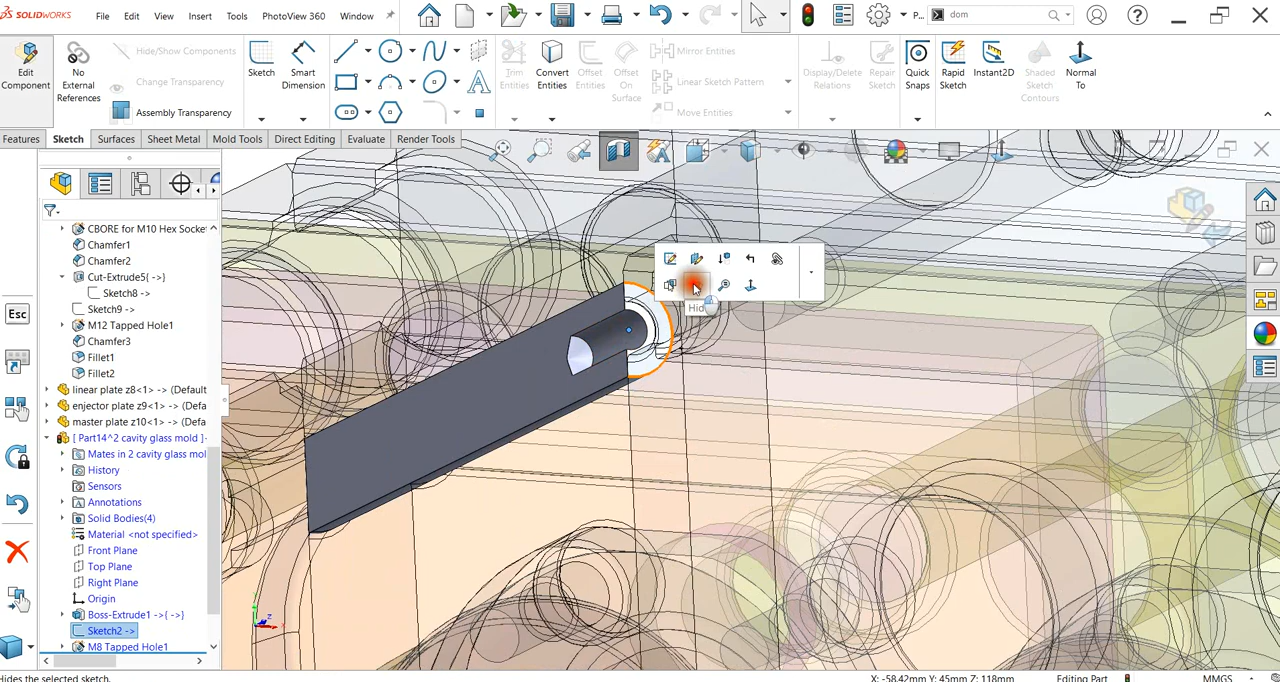 SOLIDWORKS
File
Edit
View
Insert
Tools
PhotoView 360
Window
P...
dom
Edit Component
No External References
Hide/Show Components
Change Transparency
Assembly Transparency
Sketch
Smart Dimension
Trim Entities
Convert Entities
Offset Entities
Offset On Surface
Mirror Entities
Linear Sketch Pattern
Move Entities
Display/Delete Relations
Repair Sketch
Quick Snaps
Rapid Sketch
Instant2D
Shaded Sketch Contours
Normal To
Features
Sketch
Surfaces
Sheet Metal
Mold Tools
Direct Editing
Evaluate
Render Tools
CBORE for M10 Hex Socket
Chamfer1
Chamfer2
Cut-Extrude5{ ->}
Sketch8 ->
Sketch9 ->
M12 Tapped Hole1
Chamfer3
Fillet1
Fillet2
linear plate z8<1> -> (Default
ejector plate z9<1> -> (Defa
master plate z10<1> -> (Defa
[ Part14^2 cavity glass mold ]
Mates in 2 cavity glass mol
History
Sensors
Annotations
Solid Bodies(4)
Material <not specified>
Front Plane
Top Plane
Right Plane
Origin
Boss-Extrude1 ->{ ->}
Sketch2 ->
M8 Tapped Hole1
Esc
Hid
Hides the selected sketch.
X: -58.42mm Y: 45mm Z: 118mm
Editing Part
MMGS